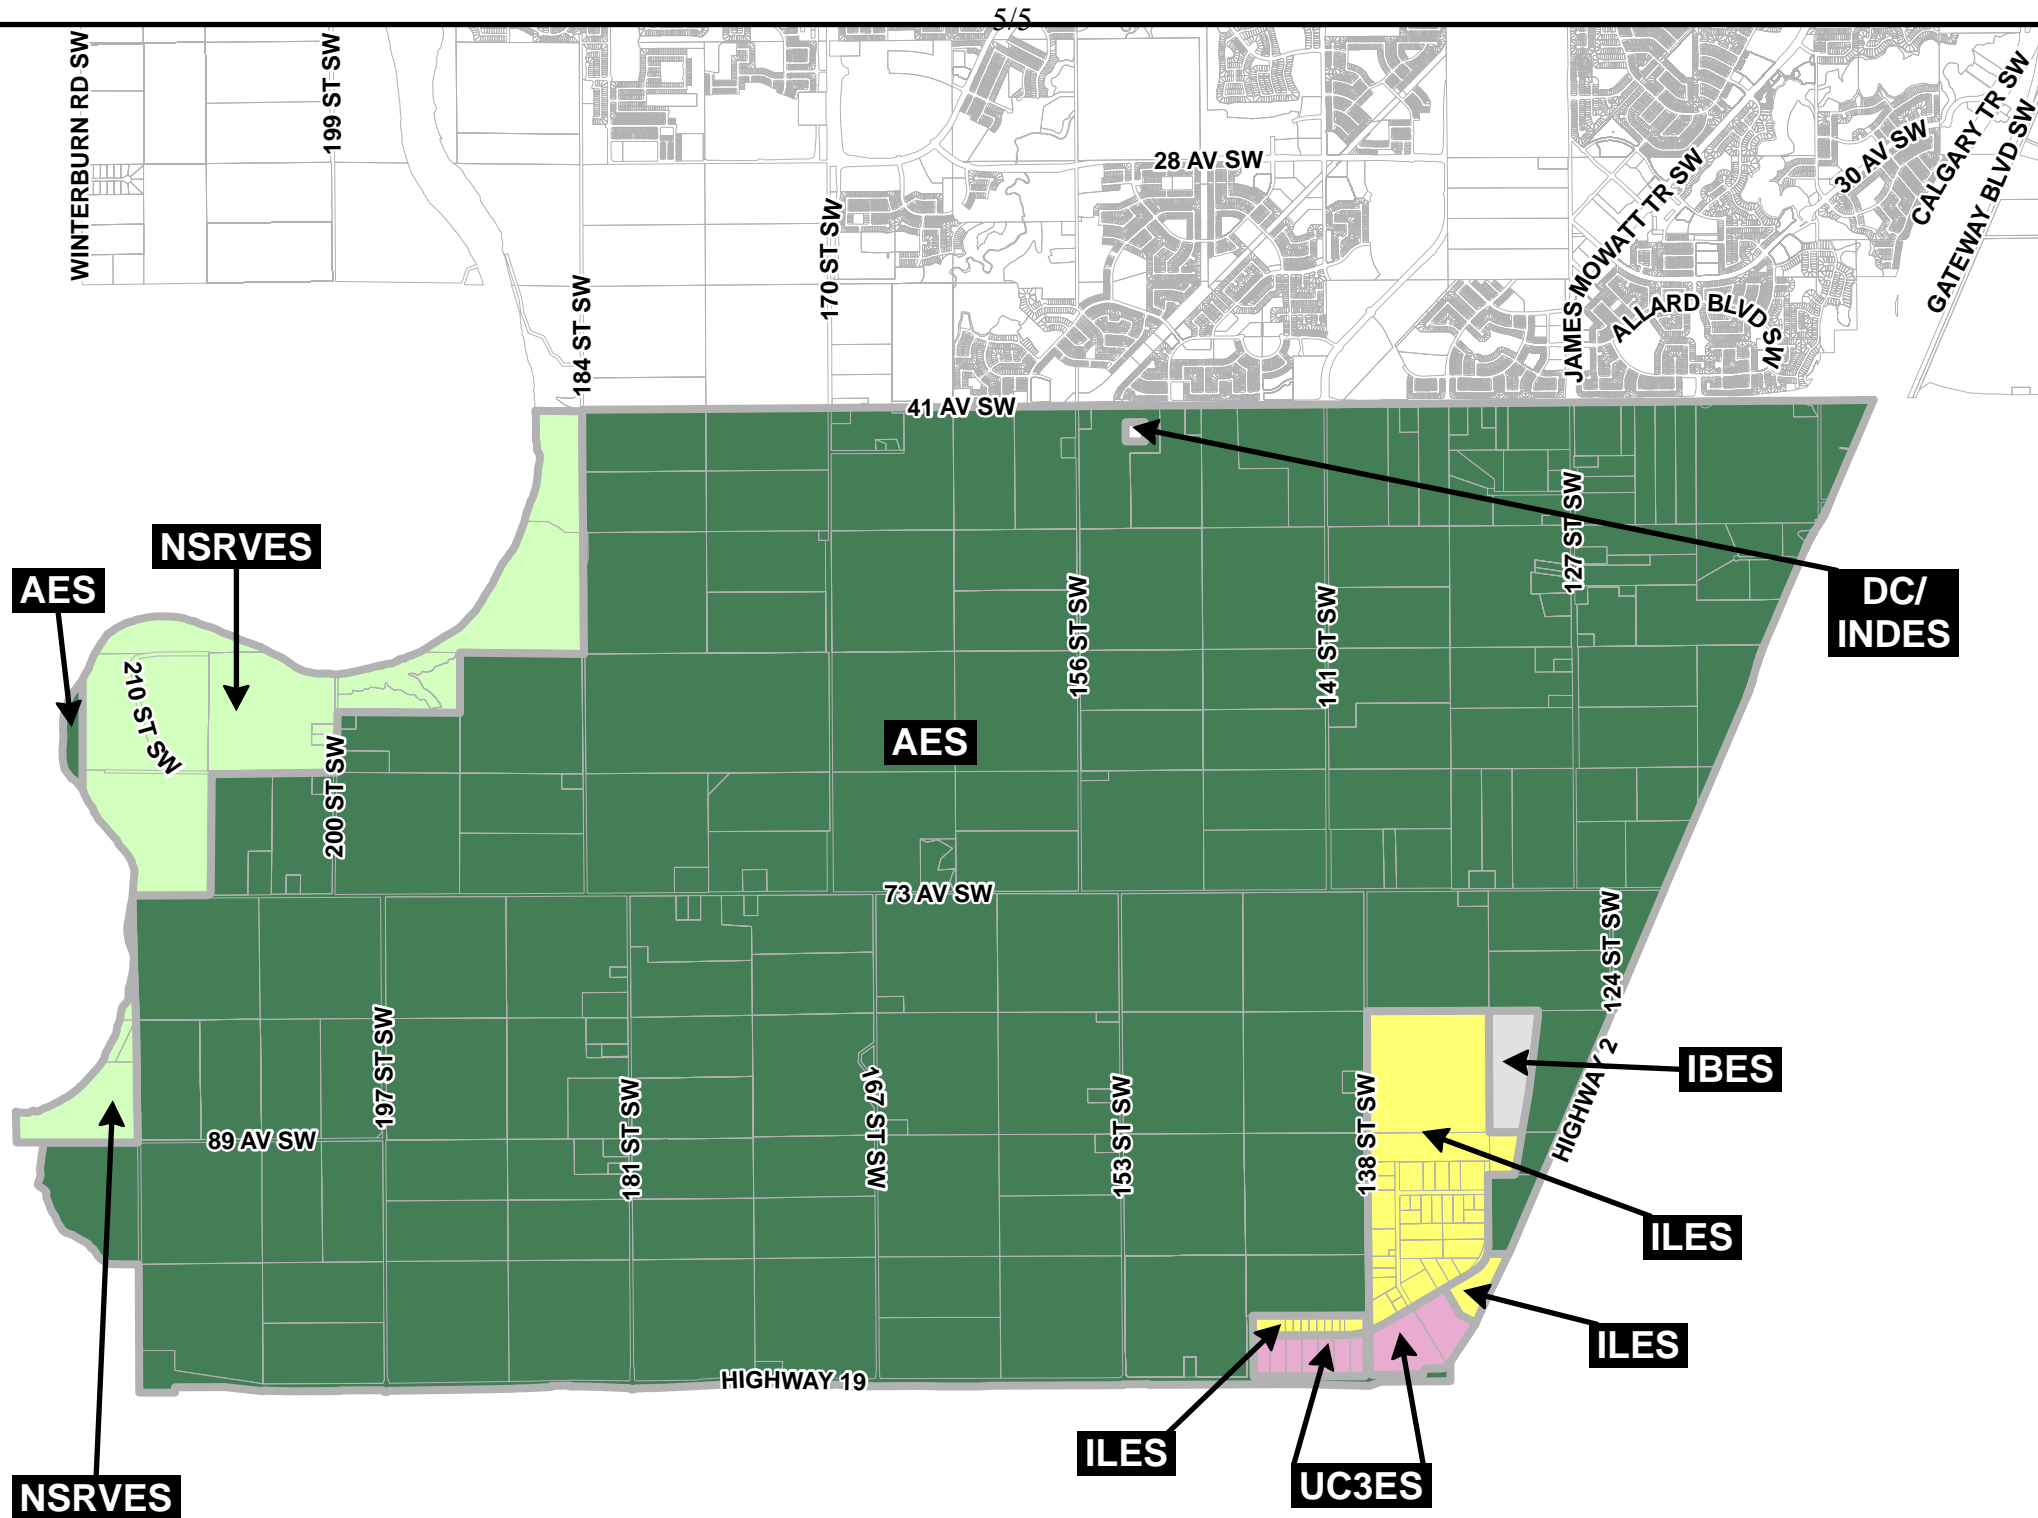 5/5
WINTERBURN RD SW
199 ST SW
184 ST SW
170 ST SW
28 AV SW
JAMES MOWATT TR SW
ALLARD BLVD SW
30 AV SW
CALGARY TR SW
GATEWAY BLVD SW
41 AV SW
NSRVES
AES
210 ST SW
200 ST SW
156 ST SW
141 ST SW
127 ST SW
DC/
INDES
AES
73 AV SW
124 ST SW
197 ST SW
181 ST SW
167 ST SW
153 ST SW
138 ST SW
HIGHWAY 2
IBES
89 AV SW
ILES
ILES
HIGHWAY 19
ILES
UC3ES
NSRVES